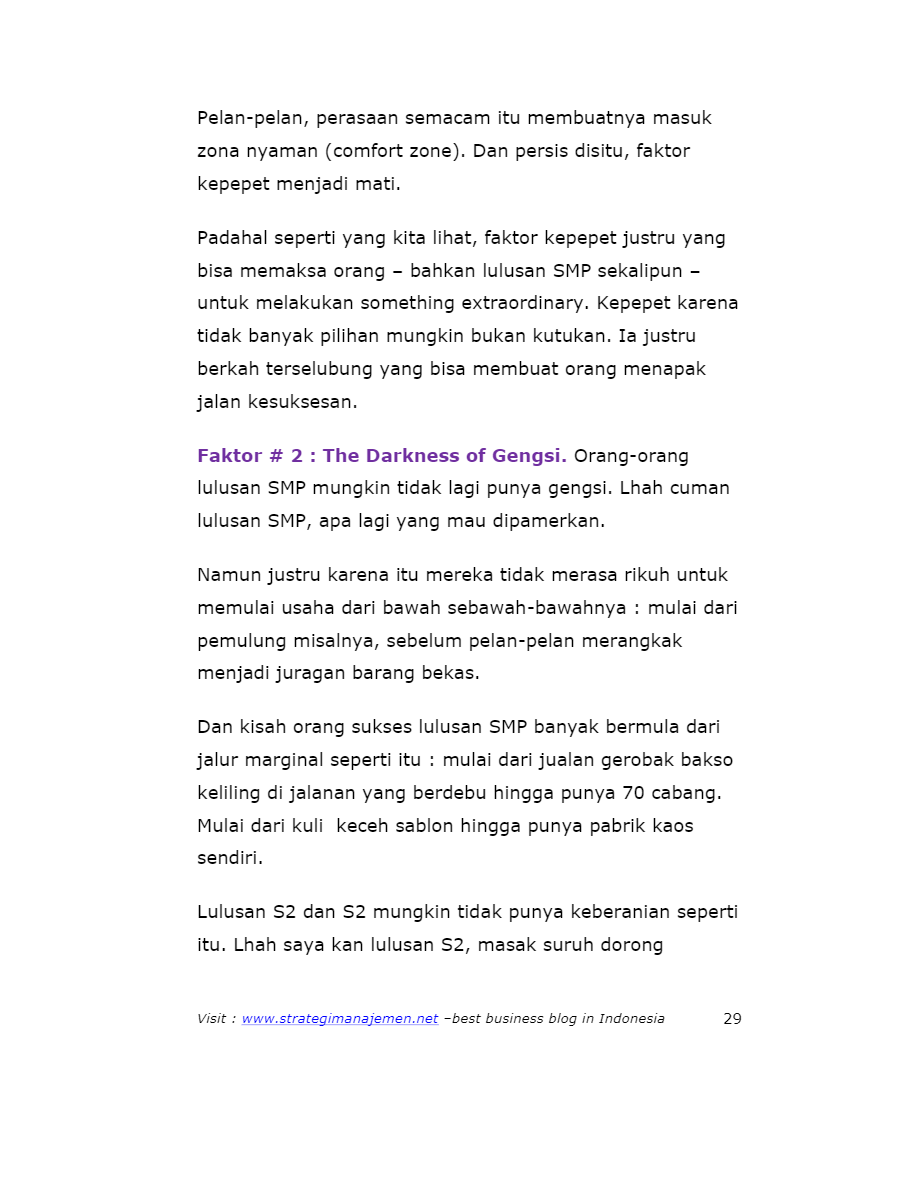 Pelan-pelan, perasaan semacam itu membuatnya masuk
zona nyaman (comfort zone). Dan persis disitu, faktor
kepepet menjadi mati.
Padahal seperti yang kita lihat, faktor kepepet justru yang
bisa memaksa orang – bahkan lulusan SMP sekalipun –
untuk melakukan something extraordinary. Kepepet karena
tidak banyak pilihan mungkin bukan kutukan. Ia justru
berkah terselubung yang bisa membuat orang menapak
jalan kesuksesan.
Faktor # 2 : The Darkness of Gengsi. Orang-orang
lulusan SMP mungkin tidak lagi punya gengsi. Lhah cuman
lulusan SMP, apa lagi yang mau dipamerkan.
Namun justru karena itu mereka tidak merasa rikuh untuk
memulai usaha dari bawah sebawah-bawahnya : mulai dari
pemulung misalnya, sebelum pelan-pelan merangkak
menjadi juragan barang bekas.
Dan kisah orang sukses lulusan SMP banyak bermula dari
jalur marginal seperti itu : mulai dari jualan gerobak bakso
keliling di jalanan yang berdebu hingga punya 70 cabang.
Mulai dari kuli  keceh sablon hingga punya pabrik kaos
sendiri.
Lulusan S2 dan S2 mungkin tidak punya keberanian seperti
itu. Lhah saya kan lulusan S2, masak suruh dorong
Visit : www.strategimanajemen.net –best business blog in Indonesia 29